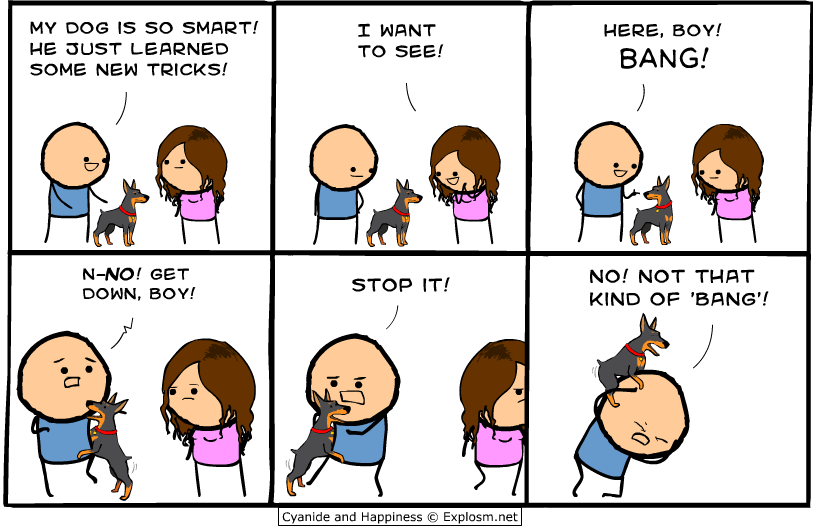 MY DOG IS SO SMART!
HE JUST LEARNED
SOME NEW TRICKS!
I WANT
TO SEE!
HERE, BOY!
BANG!
N-NO! GET
DOWN, BOY!
STOP IT!
NO! NOT THAT
KIND OF 'BANG'!
Cyanide and Happiness © Explosm.net